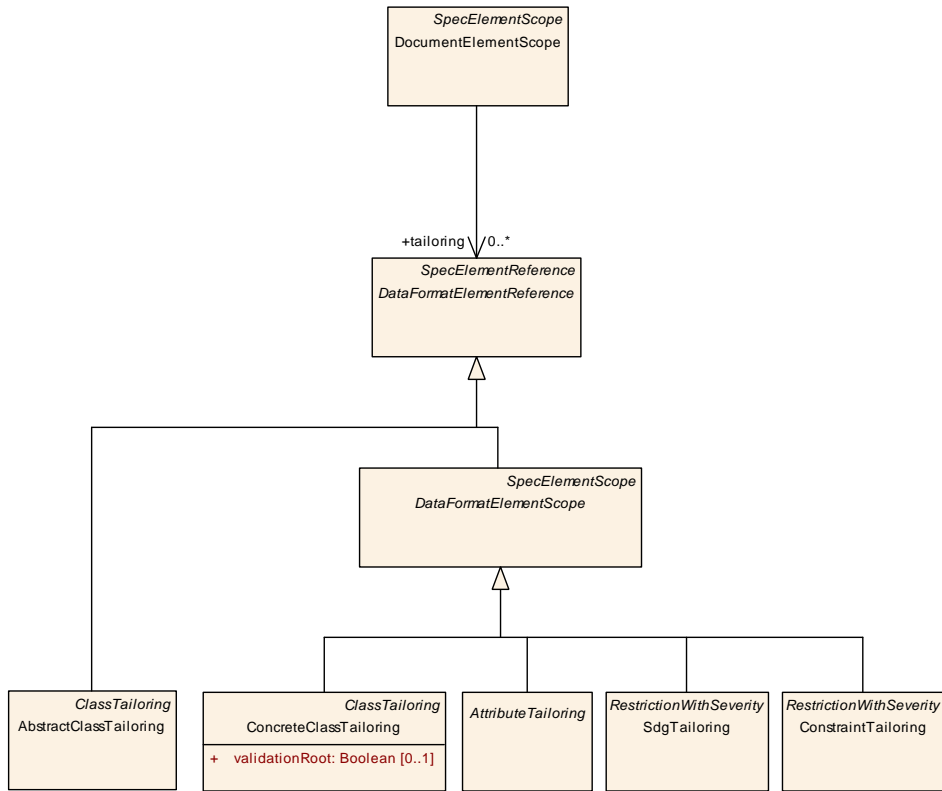 SpecElementScope
DocumentElementScope
+tailoring 0..*
SpecElementReference
DataFormatElementReference
SpecElementScope
DataFormatElementScope
ClassTailoring
AbstractClassTailoring
ClassTailoring
ConcreteClassTailoring
+ validationRoot: Boolean [0..1]
AttributeTailoring
RestrictionWithSeverity
SdgTailoring
RestrictionWithSeverity
ConstraintTailoring